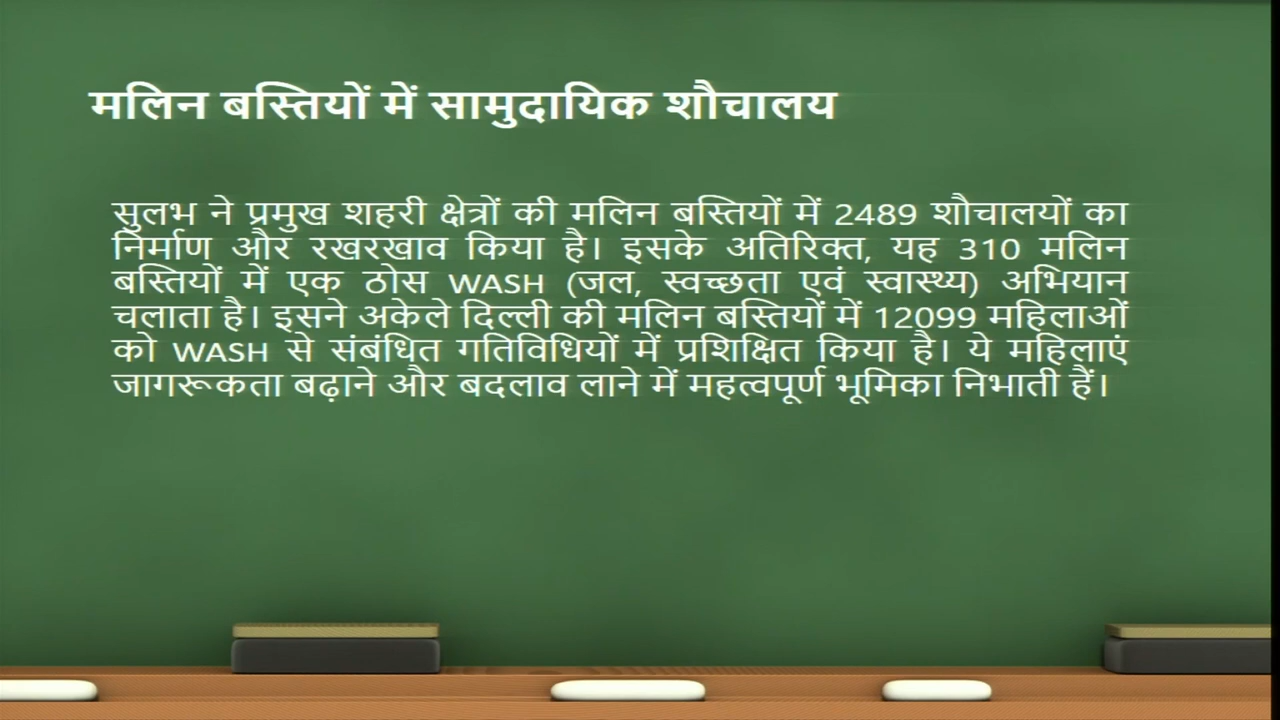 मलिन बस्तियों में सामुदायिक शौचालय
सुलभ ने प्रमुख शहरी क्षेत्रों की मलिन बस्तियों में 2489 शौचालयों का
निर्माण और रखरखाव किया है। इसके अतिरिक्त, यह 310 मलिन
बस्तियों में एक ठोस WASH (जल, स्वच्छता एवं स्वास्थ्य) अभियान
चलाता है। इसने अकेले दिल्ली की मलिन बस्तियों में 12099 महिलाओं
को WASH से संबंधित गतिविधियों में प्रशिक्षित किया है। ये महिलाएं
जागरूकता बढ़ाने और बदलाव लाने में महत्वपूर्ण भूमिका निभाती हैं।